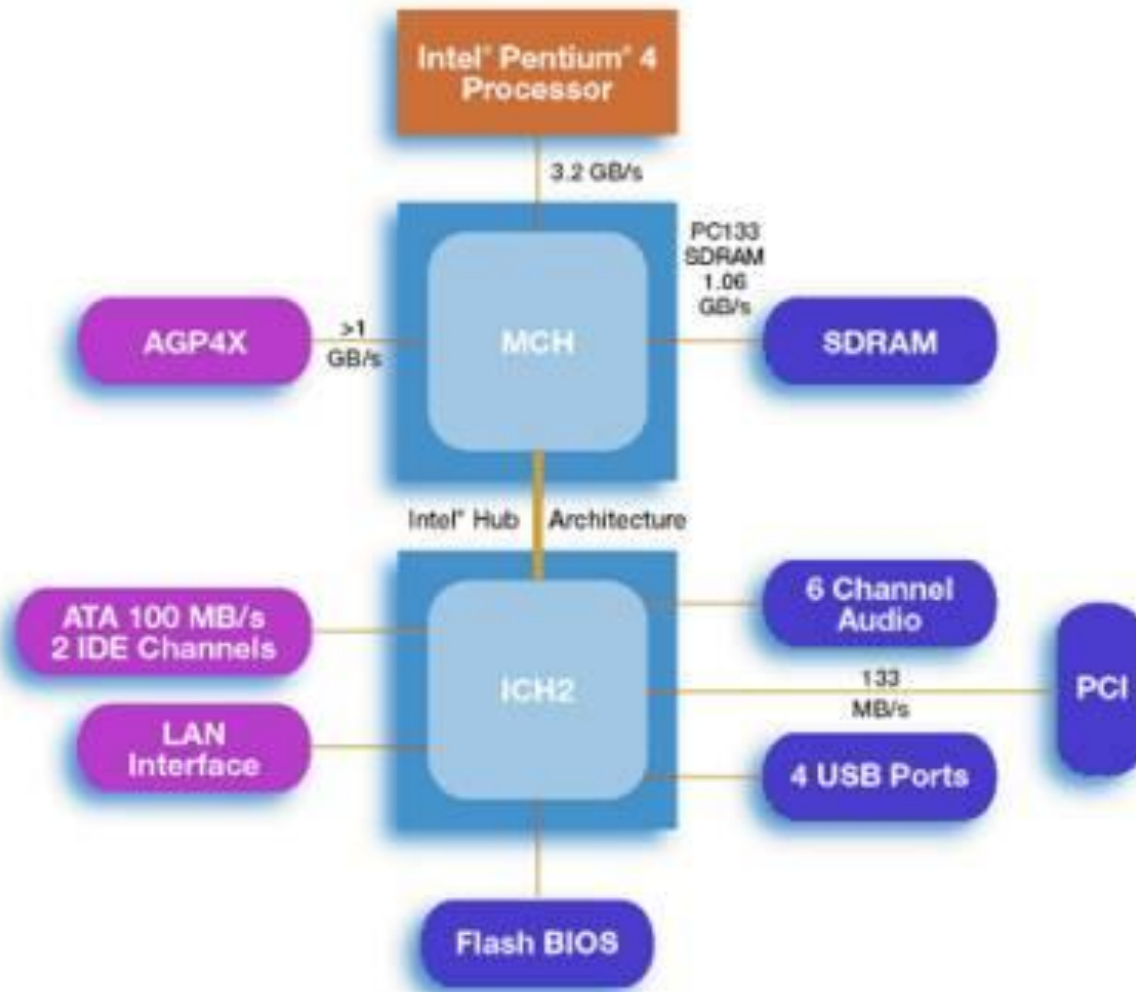 Intel® Pentium® 4
Processor
3.2 GB/s
PC133
SDRAM
1.06
GB/s
AGP4X
>1
GB/s
MCH
SDRAM
Intel® Hub Architecture
6 Channel
Audio
ATA 100 MB/s
2 IDE Channels
ICH2
133
MB/s
PCI
LAN
Interface
4 USB Ports
Flash BIOS